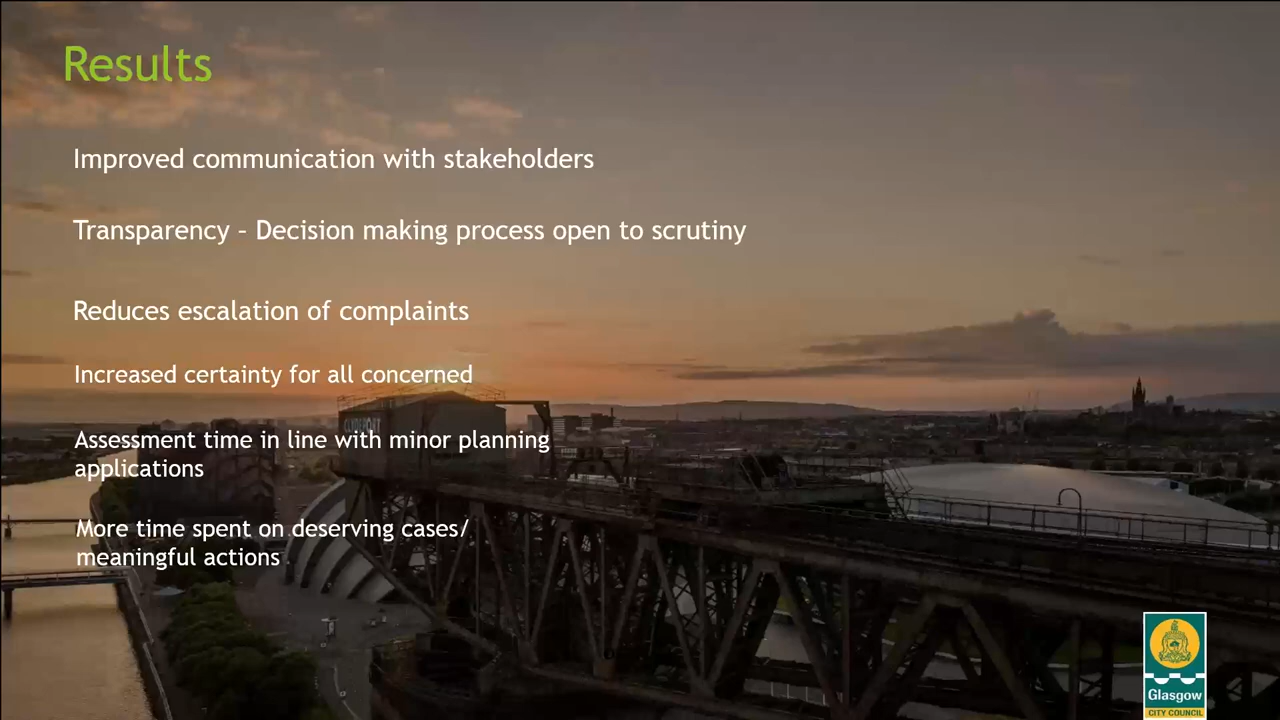 Results
Improved communication with stakeholders
Transparency – Decision making process open to scrutiny
Reduces escalation of complaints
Increased certainty for all concerned
Assessment time in line with minor planning
applications
More time spent on deserving cases/
meaningful actions
Glasgow
CITY COUNCIL